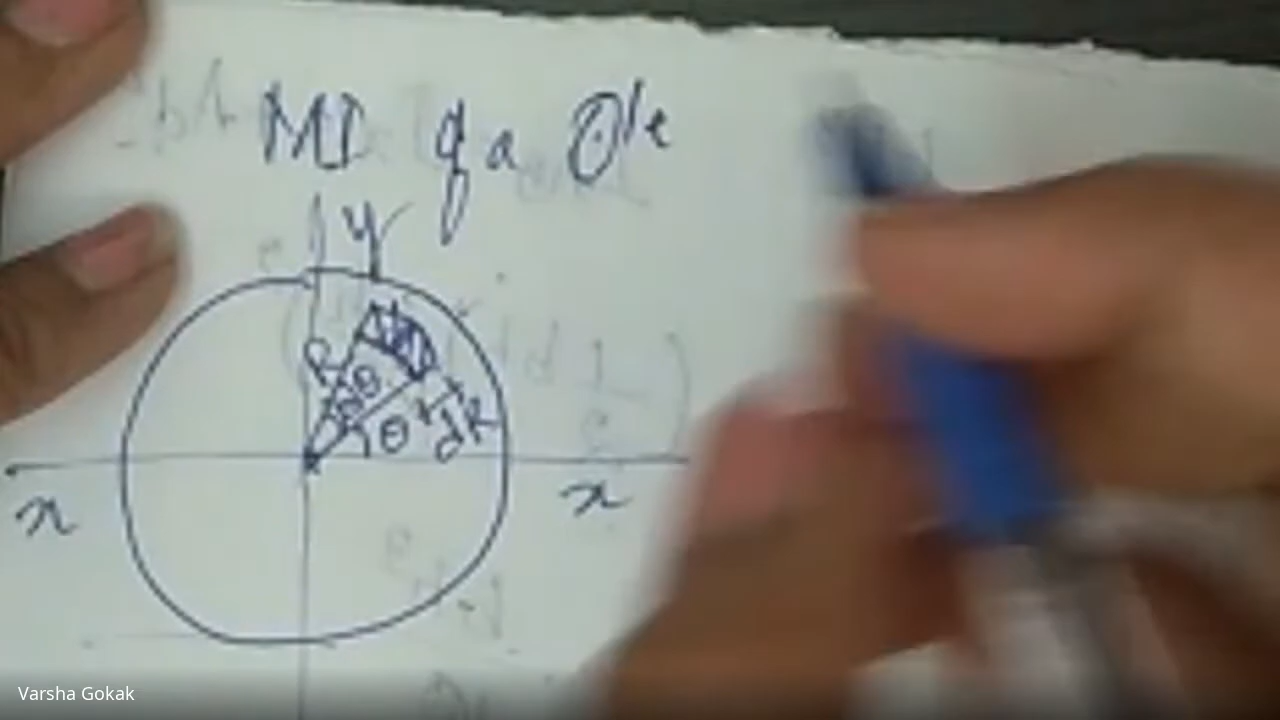 MI of a O'le
y
R
dθ
θ
dR
x
x
Varsha Gokak